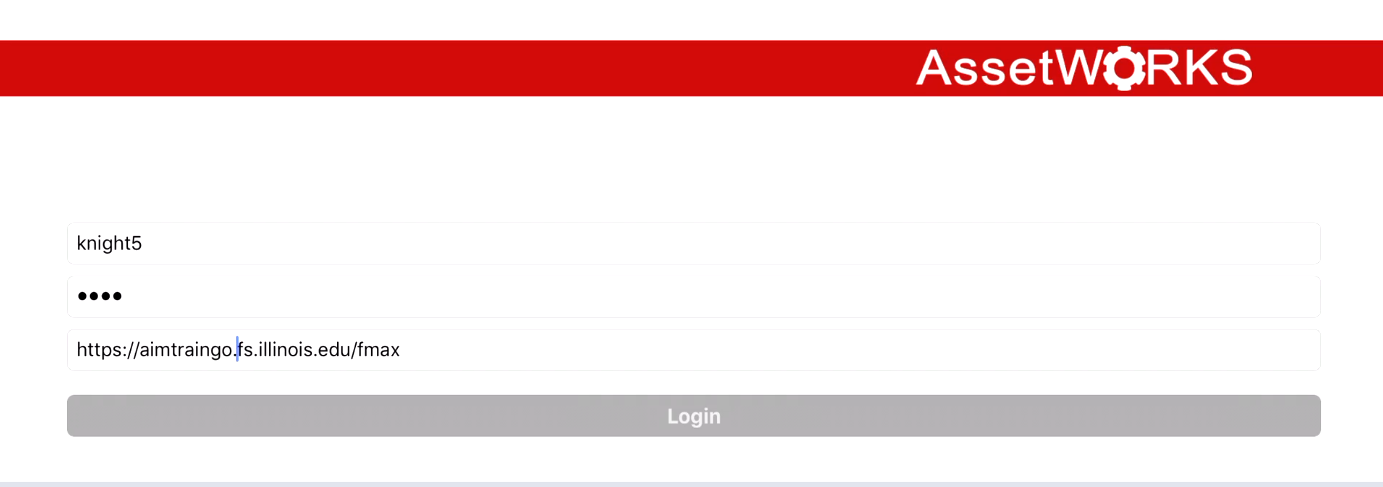 AssetWORKS
knight5
••••
https://aimtraingo.fs.illinois.edu/fmax
Login